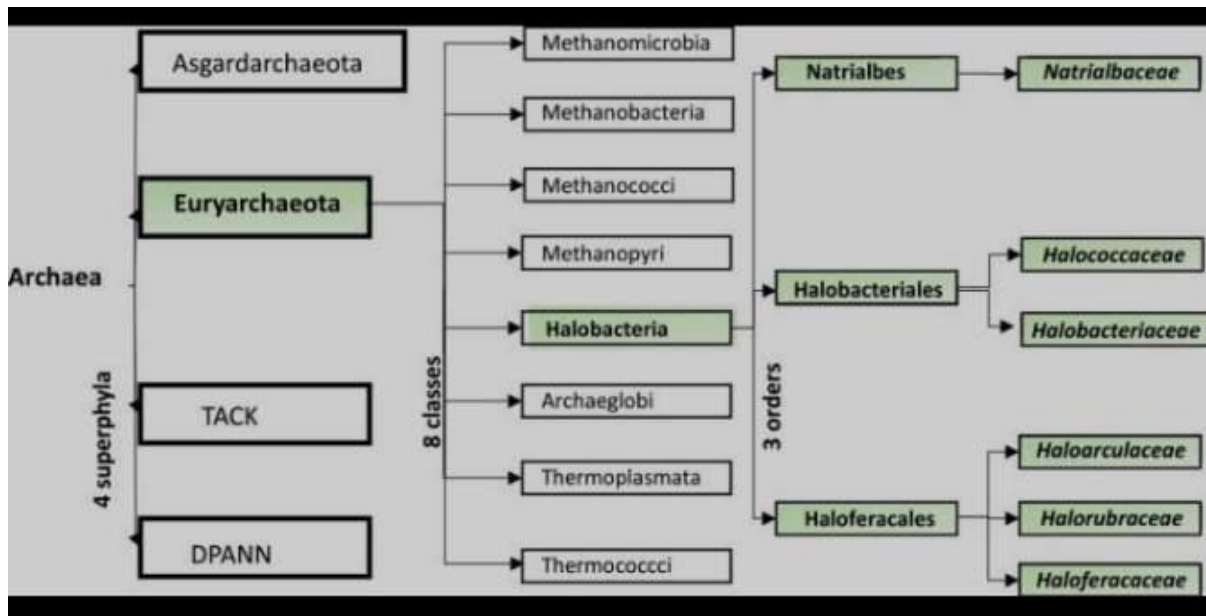 Archaea
4 superphyla
Asgardarchaeota
Euryarchaeota
TACK
DPANN
8 classes
Methanomicrobia
Methanobacteria
Methanococci
Methanopyri
Halobacteria
Archaeglobi
Thermoplasmata
Thermococcci
3 orders
Natrialbes
Halobacteriales
Haloferacales
Natrialbaceae
Halococcaceae
Halobacteriaceae
Haloarculaceae
Halorubraceae
Haloferacaceae